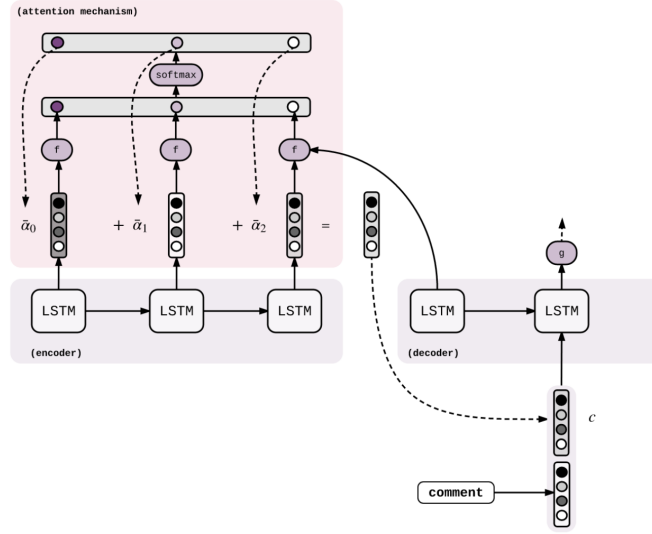 (attention mechanism)
softmax
f f f
ᾱ₀ + ᾱ₁ + ᾱ₂ =
g
LSTM LSTM LSTM LSTM LSTM
(encoder) (decoder)
c
comment